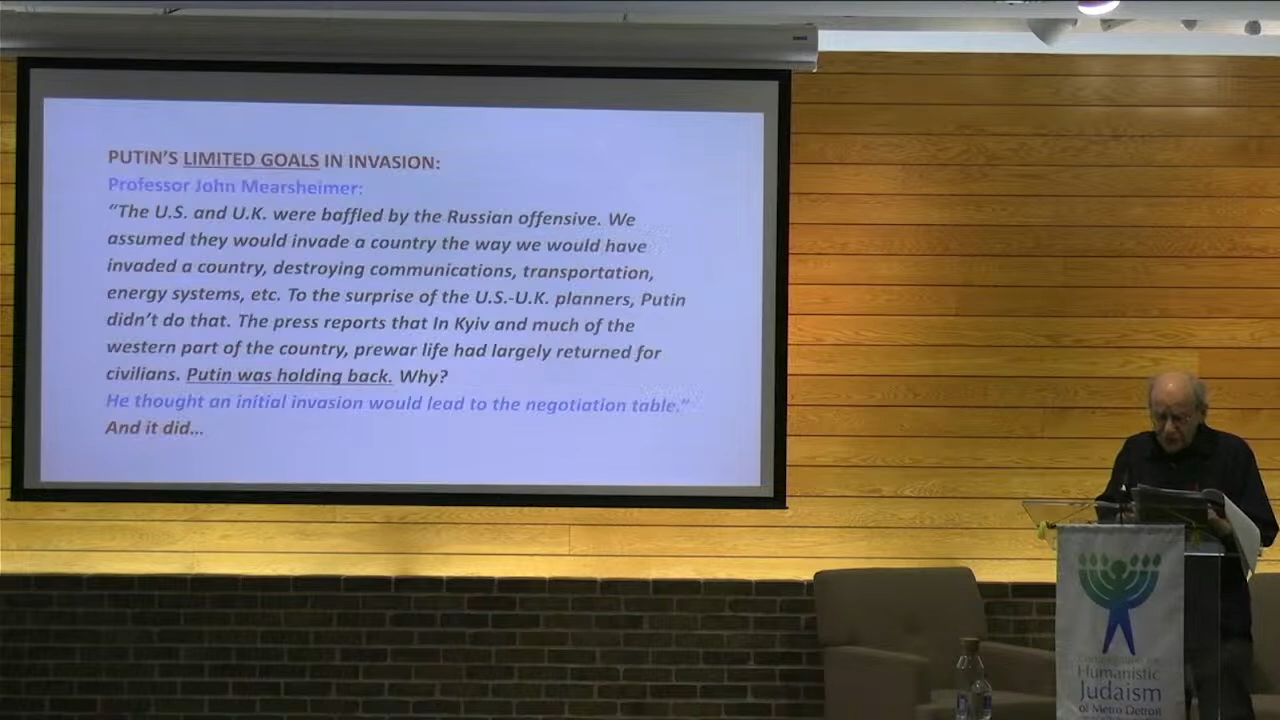 PUTIN'S LIMITED GOALS IN INVASION:
Professor John Mearsheimer:
"The U.S. and U.K. were baffled by the Russian offensive. We
assumed they would invade a country the way we would have
invaded a country, destroying communications, transportation,
energy systems, etc. To the surprise of the U.S.-U.K. planners, Putin
didn't do that. The press reports that In Kyiv and much of the
western part of the country, prewar life had largely returned for
civilians. Putin was holding back. Why?
He thought an initial invasion would lead to the negotiation table."
And it did...
Humanistic
Judaism
of Metro Detroit